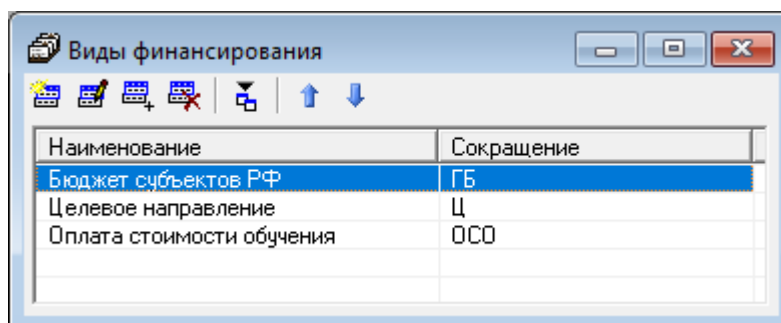 Виды финансирования
Наименование Сокращение
Бюджет субъектов РФ ГБ
Целевое направление Ц
Оплата стоимости обучения ОСО